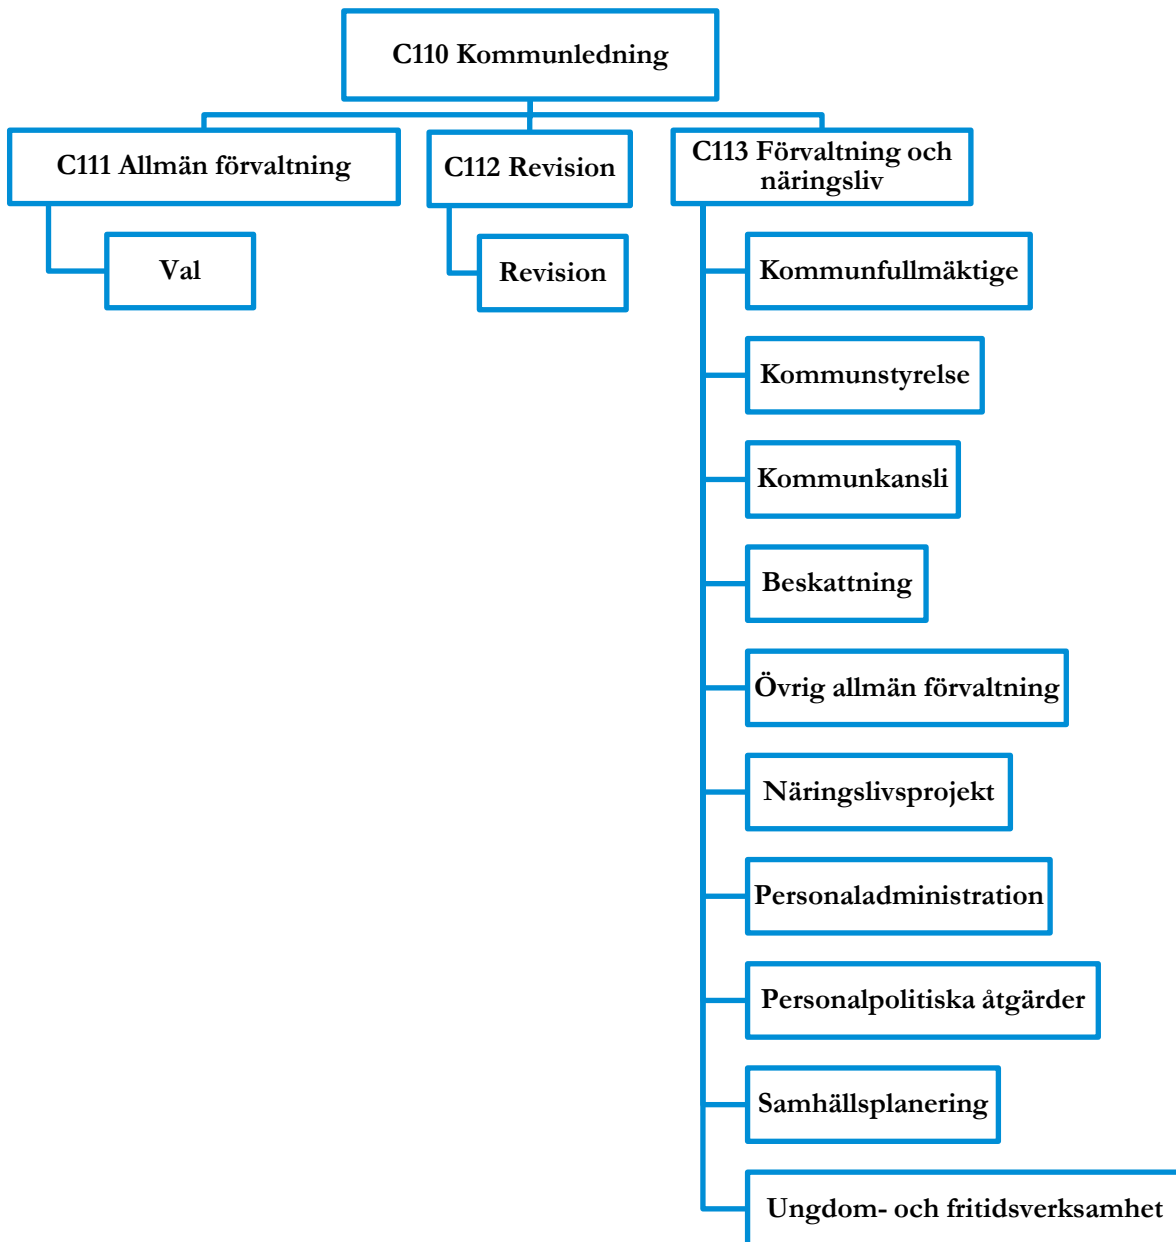 C110 Kommunledning
C111 Allmän förvaltning
C112 Revision
C113 Förvaltning och
näringsliv
Val
Revision
Kommunfullmäktige
Kommunstyrelse
Kommunkansli
Beskattning
Övrig allmän förvaltning
Näringslivsprojekt
Personaladministration
Personalpolitiska åtgärder
Samhällsplanering
Ungdom- och fritidsverksamhet